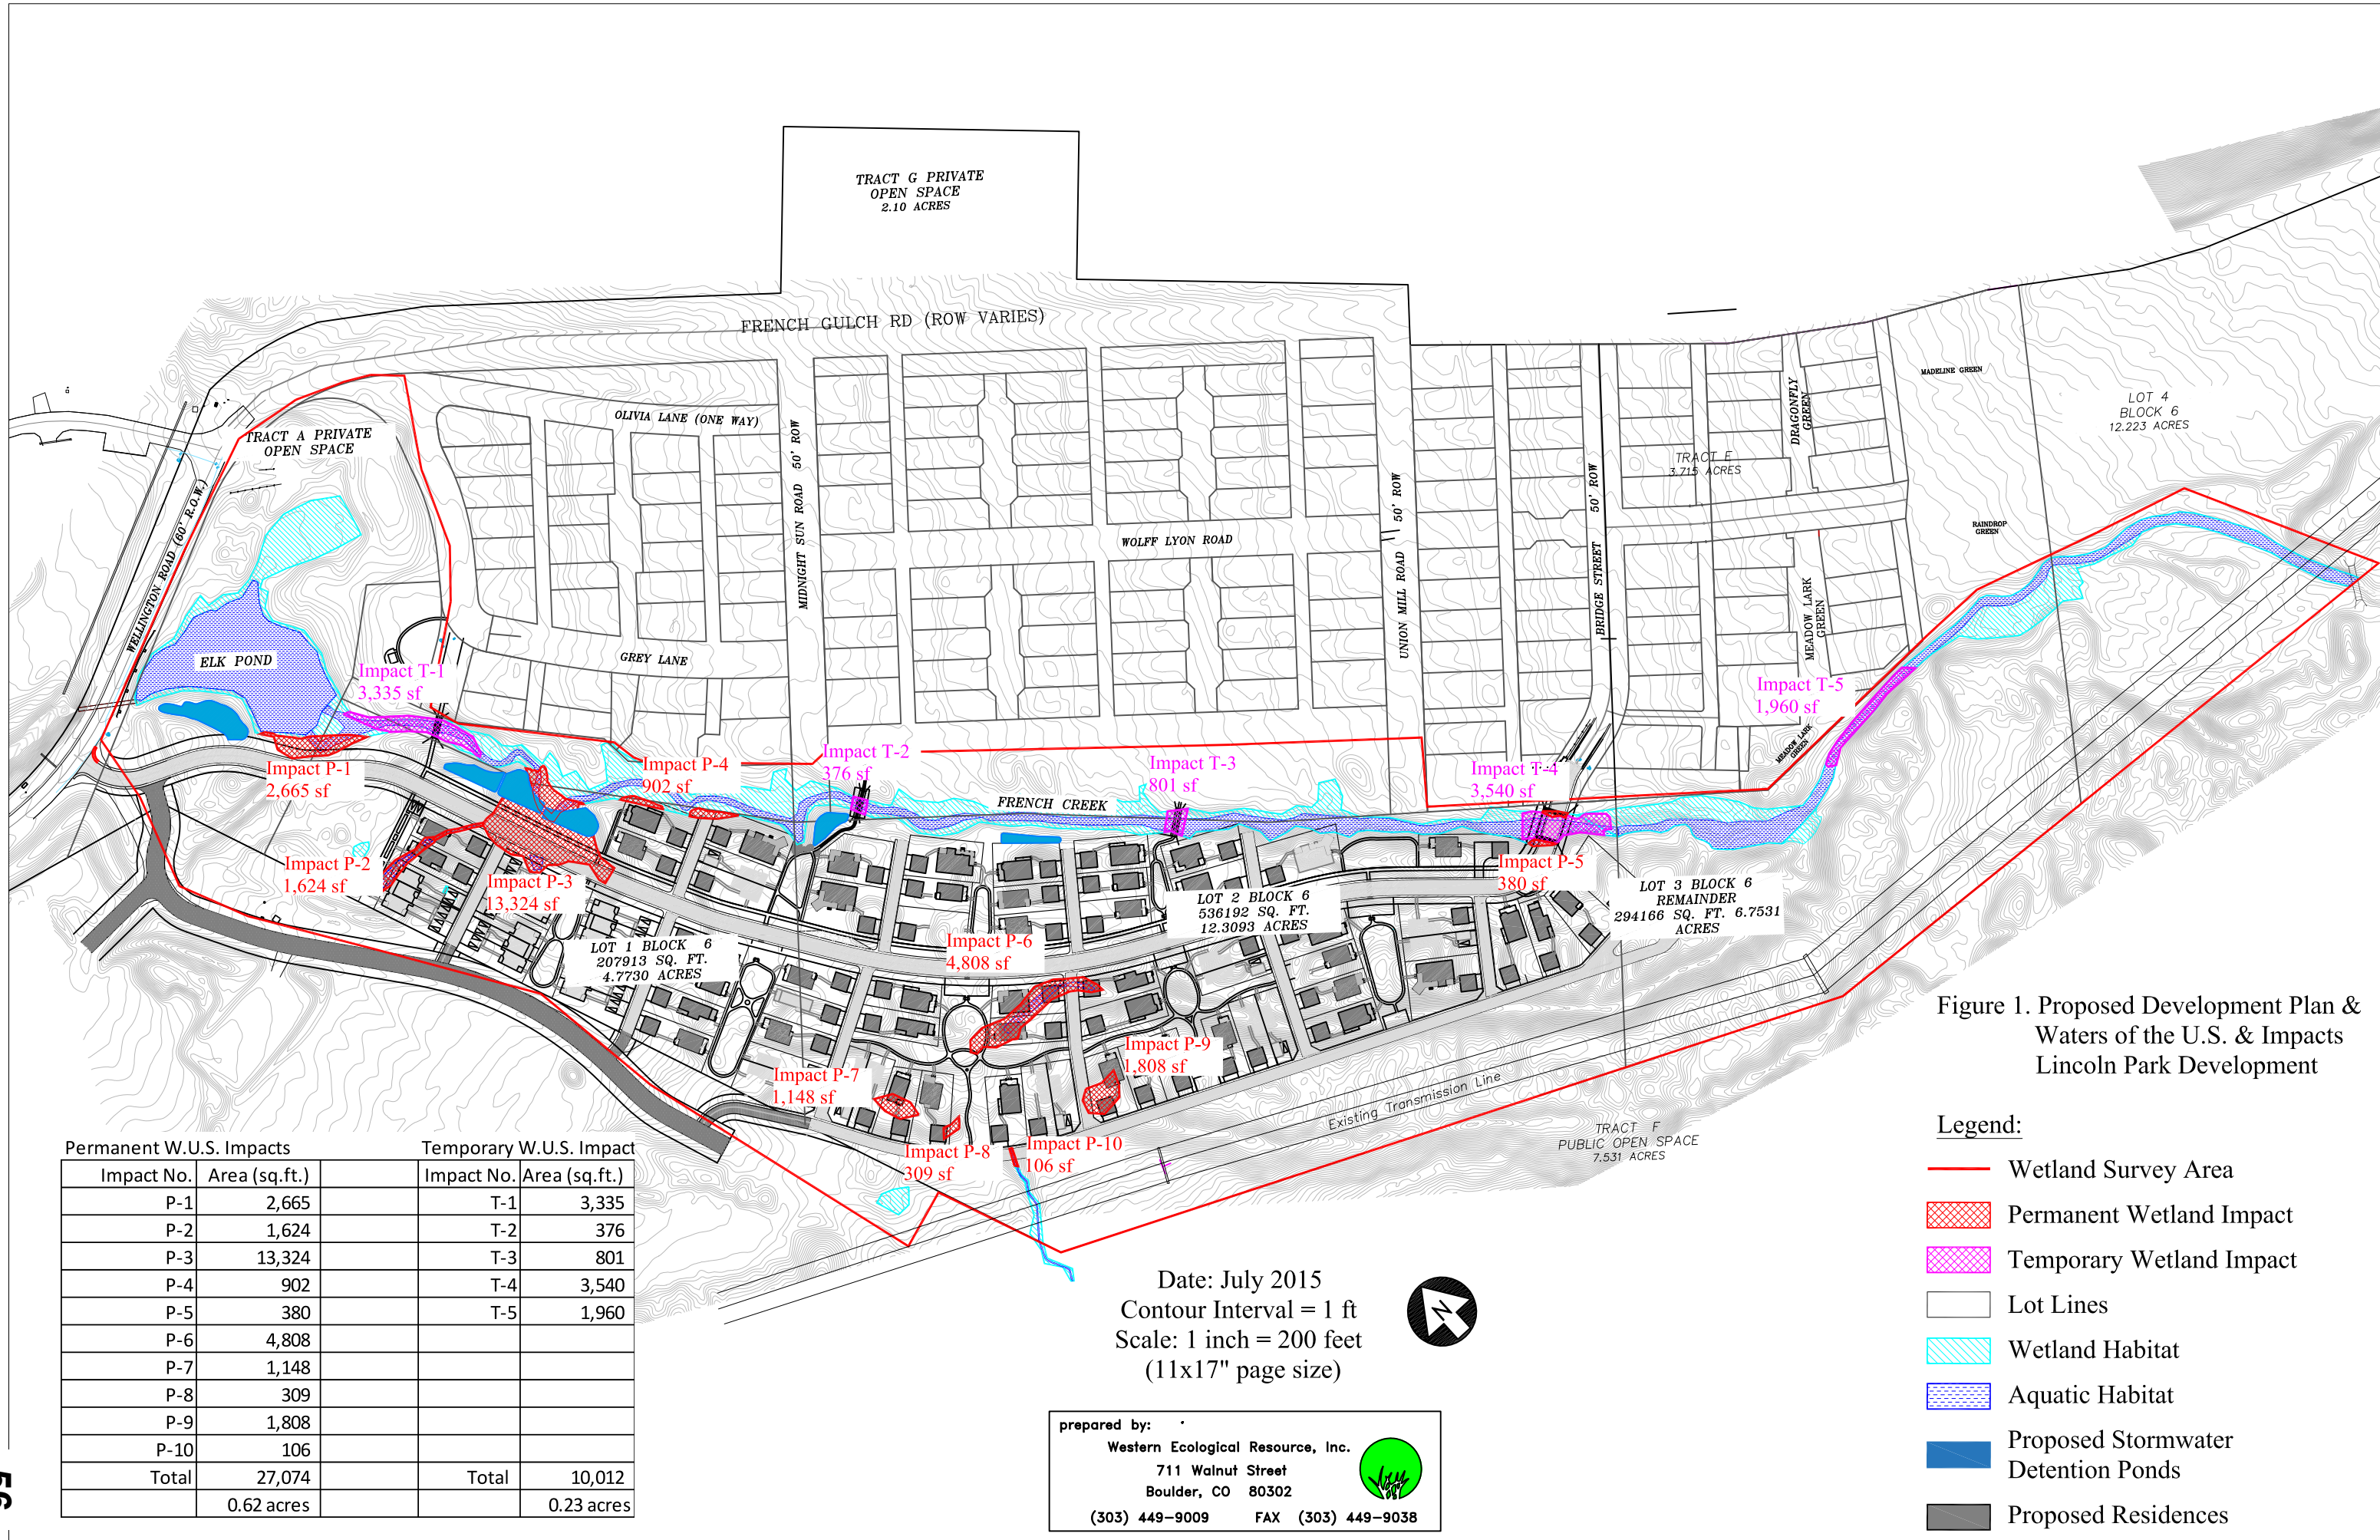 TRACT G PRIVATE
OPEN SPACE
2.10 ACRES
FRENCH GULCH RD (ROW VARIES)
TRACT A PRIVATE
OPEN SPACE
OLIVIA LANE (ONE WAY)
MIDNIGHT SUN ROAD 50' ROW
WELLINGTON ROAD (60' R.O.W.)
ELK POND
GREY LANE
WOLFF LYON ROAD
UNION MILL ROAD 50' ROW
BRIDGE STREET 50' ROW
TRACT E
3.715 ACRES
DRAGONFLY
GREEN
MADELINE GREEN
LOT 4
BLOCK 6
12.223 ACRES
RAINDROP
GREEN
MEADOW LARK
GREEN
MEADOW LARK
GREEN
Impact T-1
3,335 sf
Impact T-2
376 sf
Impact T-3
801 sf
Impact T-4
3,540 sf
Impact T-5
1,960 sf
Impact P-1
2,665 sf
Impact P-4
902 sf
FRENCH CREEK
Impact P-2
1,624 sf
Impact P-3
13,324 sf
Impact P-5
380 sf
LOT 1 BLOCK 6
207913 SQ. FT.
4.7730 ACRES
LOT 2 BLOCK 6
536192 SQ. FT.
12.3093 ACRES
LOT 3 BLOCK 6
REMAINDER
294166 SQ. FT. 6.7531
ACRES
Impact P-6
4,808 sf
Impact P-7
1,148 sf
Impact P-9
1,808 sf
Impact P-8
309 sf
Impact P-10
106 sf
Existing Transmission Line
TRACT F
PUBLIC OPEN SPACE
7.531 ACRES
Figure 1. Proposed Development Plan &
Waters of the U.S. & Impacts
Lincoln Park Development
Legend:
Wetland Survey Area
Permanent Wetland Impact
Temporary Wetland Impact
Lot Lines
Wetland Habitat
Aquatic Habitat
Proposed Stormwater
Detention Ponds
Proposed Residences
Permanent W.U.S. Impacts Temporary W.U.S. Impact
Impact No. Area (sq.ft.) Impact No. Area (sq.ft.)
P-1 2,665 T-1 3,335
P-2 1,624 T-2 376
P-3 13,324 T-3 801
P-4 902 T-4 3,540
P-5 380 T-5 1,960
P-6 4,808
P-7 1,148
P-8 309
P-9 1,808
P-10 106
Total 27,074 Total 10,012
0.62 acres 0.23 acres
Date: July 2015
Contour Interval = 1 ft
Scale: 1 inch = 200 feet
(11x17" page size)
N
prepared by:
Western Ecological Resource, Inc.
711 Walnut Street
Boulder, CO 80302
(303) 449-9009 FAX (303) 449-9038